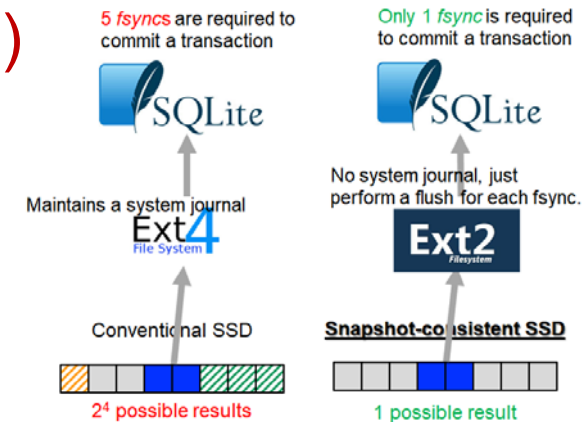 )
5 fsyncs are required to
commit a transaction
SQLite
Maintains a system journal
Ext4
File System
Conventional SSD
2⁴ possible results
Only 1 fsync is required
to commit a transaction
SQLite
No system journal, just
perform a flush for each fsync.
Ext2
Filesystem
Snapshot-consistent SSD
1 possible result